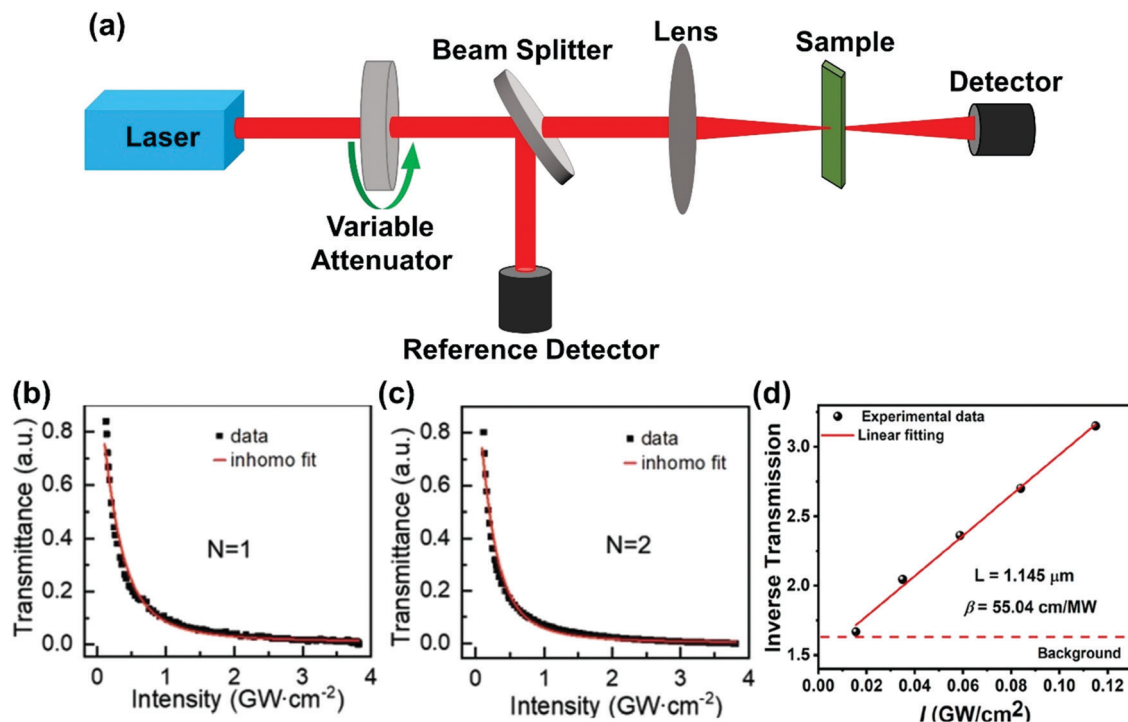 (a)
Laser
Variable
Attenuator
Beam Splitter
Reference Detector
Lens
Sample
Detector
(b)
Transmittance (a.u.)
0.8
0.6
0.4
0.2
0.0
data
inhomo fit
N=1
0 1 2 3 4
Intensity (GW·cm⁻²)
(c)
Transmittance (a.u.)
0.8
0.6
0.4
0.2
0.0
data
inhomo fit
N=2
0 1 2 3 4
Intensity (GW·cm⁻²)
(d)
Inverse Transmission
3.0
2.5
2.0
1.5
Experimental data
Linear fitting
L = 1.145 μm
β = 55.04 cm/MW
Background
0.00 0.02 0.04 0.06 0.08 0.10 0.12
I (GW/cm²)